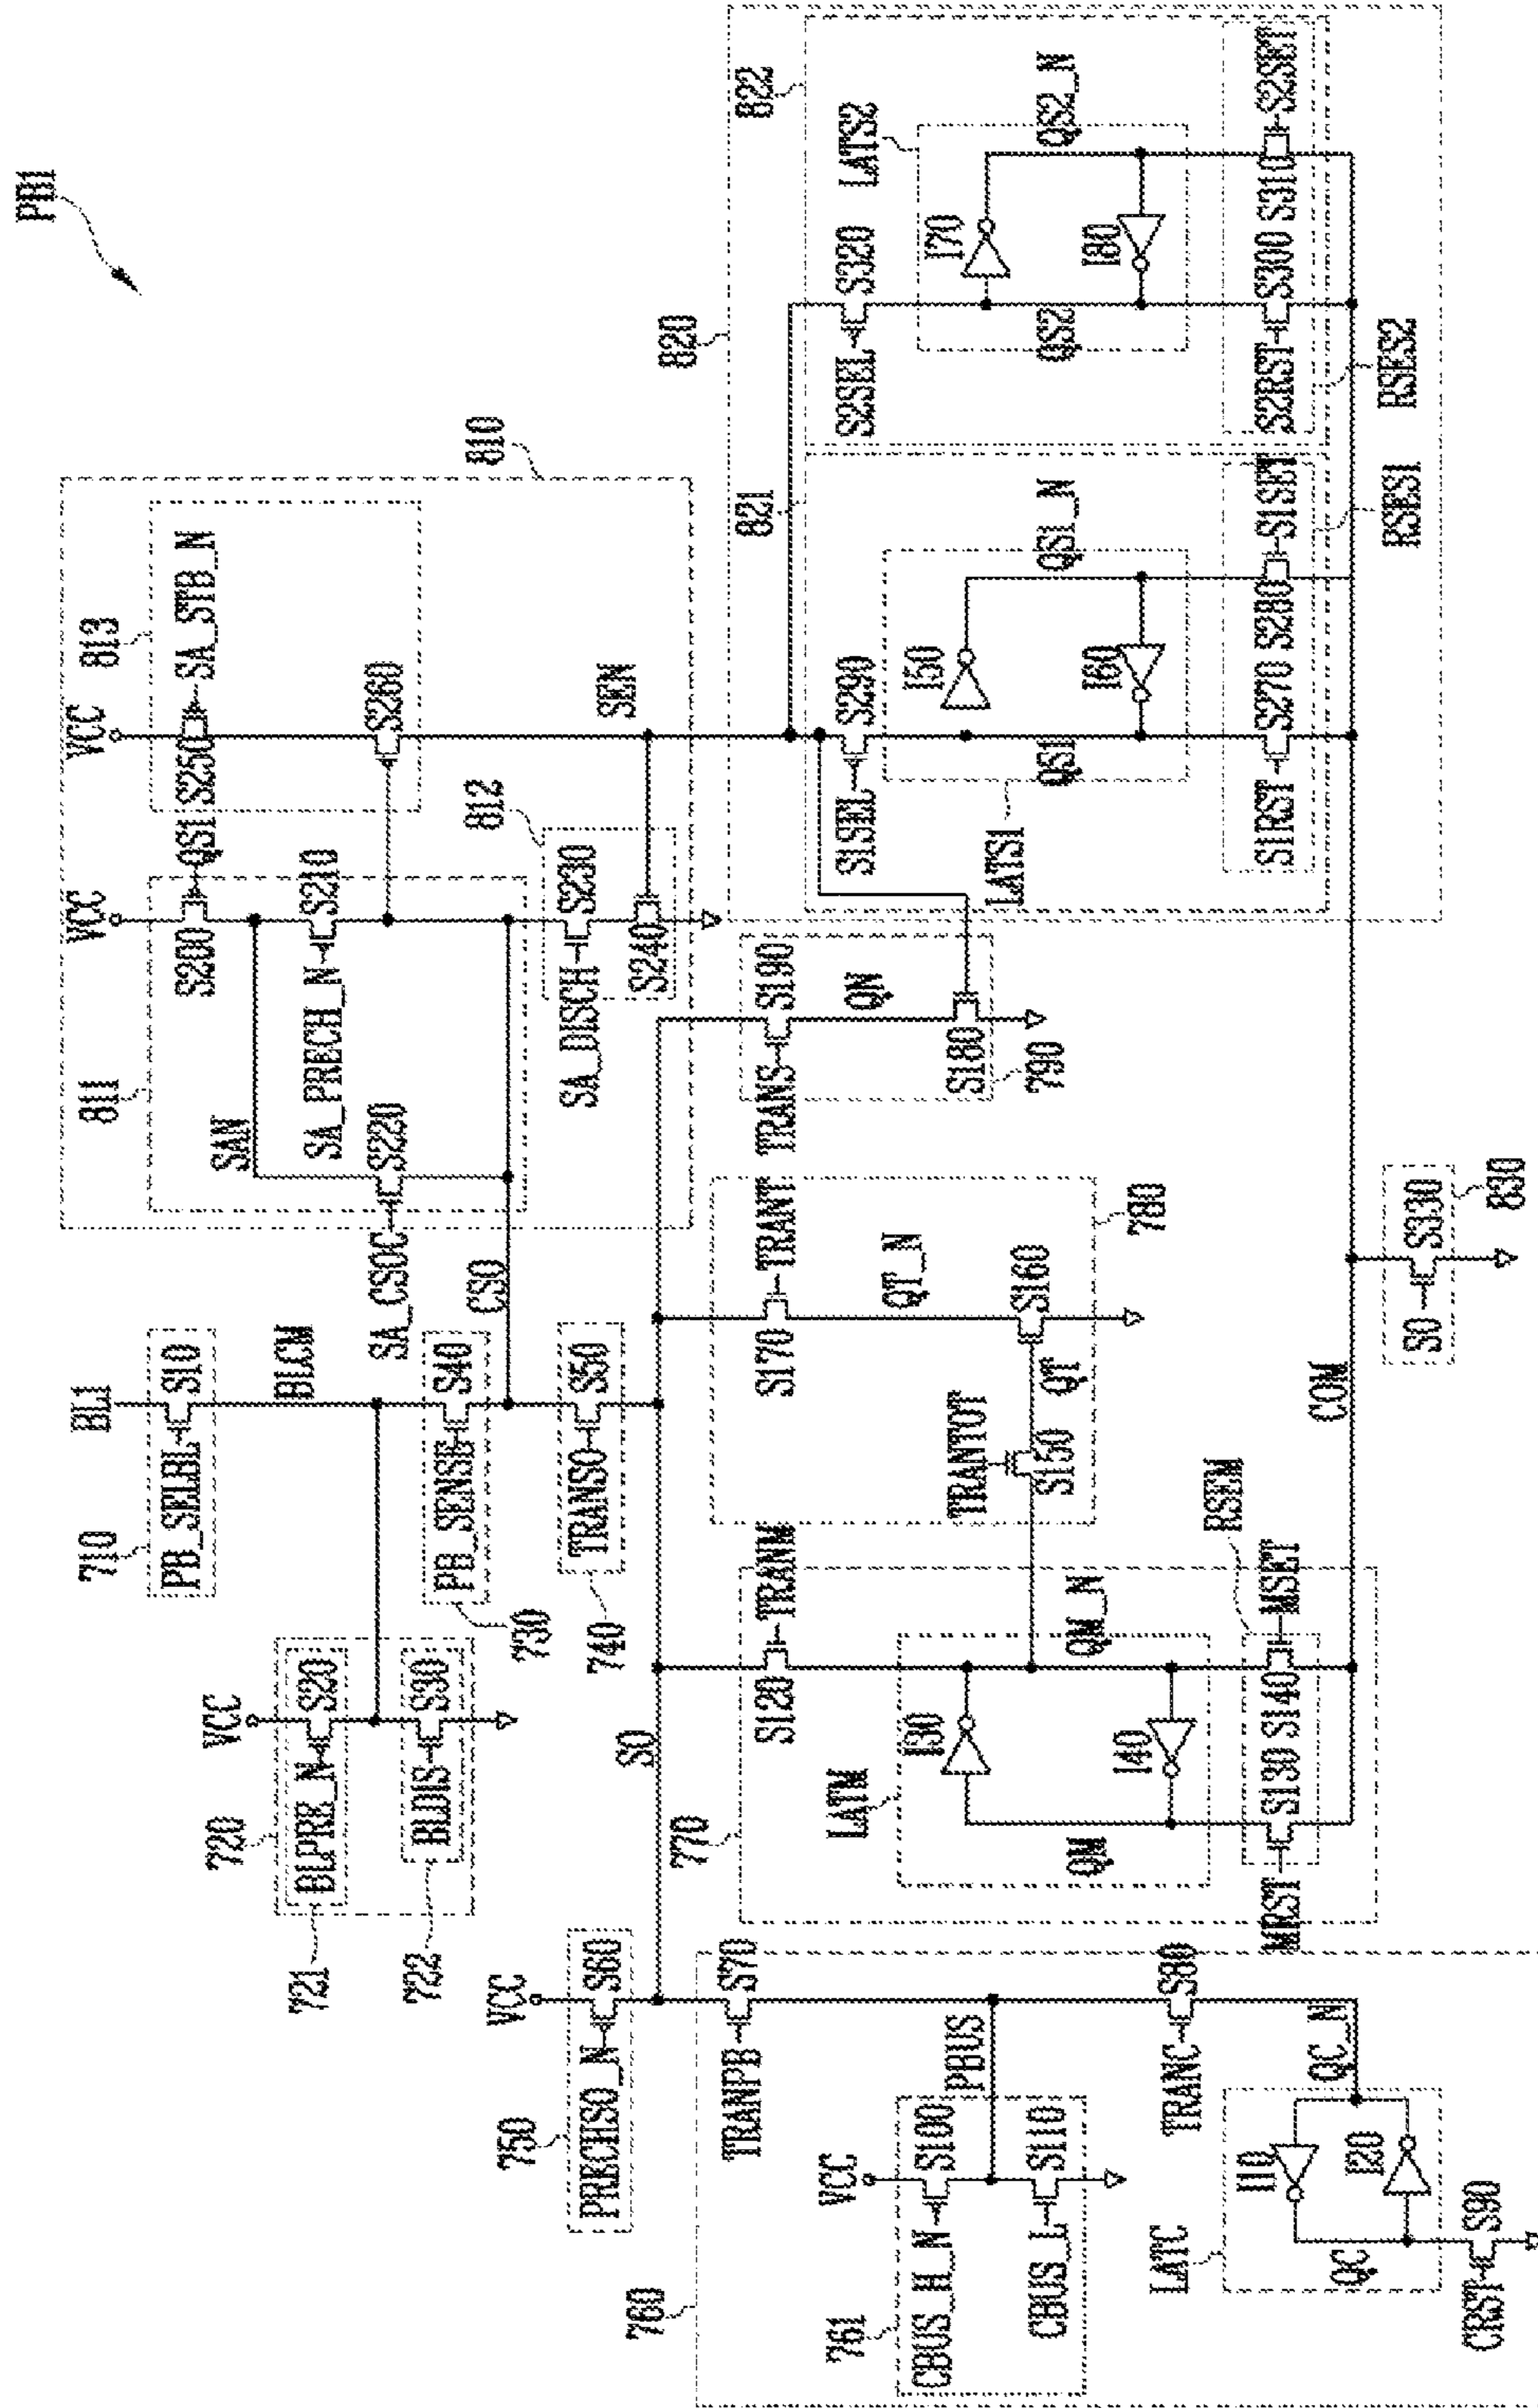 PB1
BL1
710
PB_SELBL
S10
BLCM
VCC
720
721
BLPRE_N
S20
722
BLDIS
S30
730
PB_SENSE
S40
CSO
740
TRANSO
S50
VCC
750
PRECHSO_N
S60
SO
VCC
VCC
810
811
S200
QS1
SAN
SA_PRECH_N
S210
SA_CSOC
S220
812
SA_DISCH
S230
S240
813
S250
SA_STB_N
S260
SEN
760
TRANPB
S70
VCC
761
CBUS_H_N
S100
PBUS
CBUS_L
S110
TRANC
S80
QC_N
LATC
I10
I20
QC
CRST
S90
770
S120
TRANM
LATM
I30
I40
QM
QM_N
MRST
S130
S140
MSET
RSEM
780
S170
TRANT
QT_N
TRANTOT
S150
QT
S160
790
TRANS
S190
QN
S180
820
821
S1SEL
S290
LATS1
I50
I60
QS1
QS1_N
S1RST
S270
S280
S1SET
RSES1
822
S2SEL
S320
LATS2
I70
I80
QS2
QS2_N
S2RST
S300
S310
S2SET
RSES2
COM
830
SO
S330